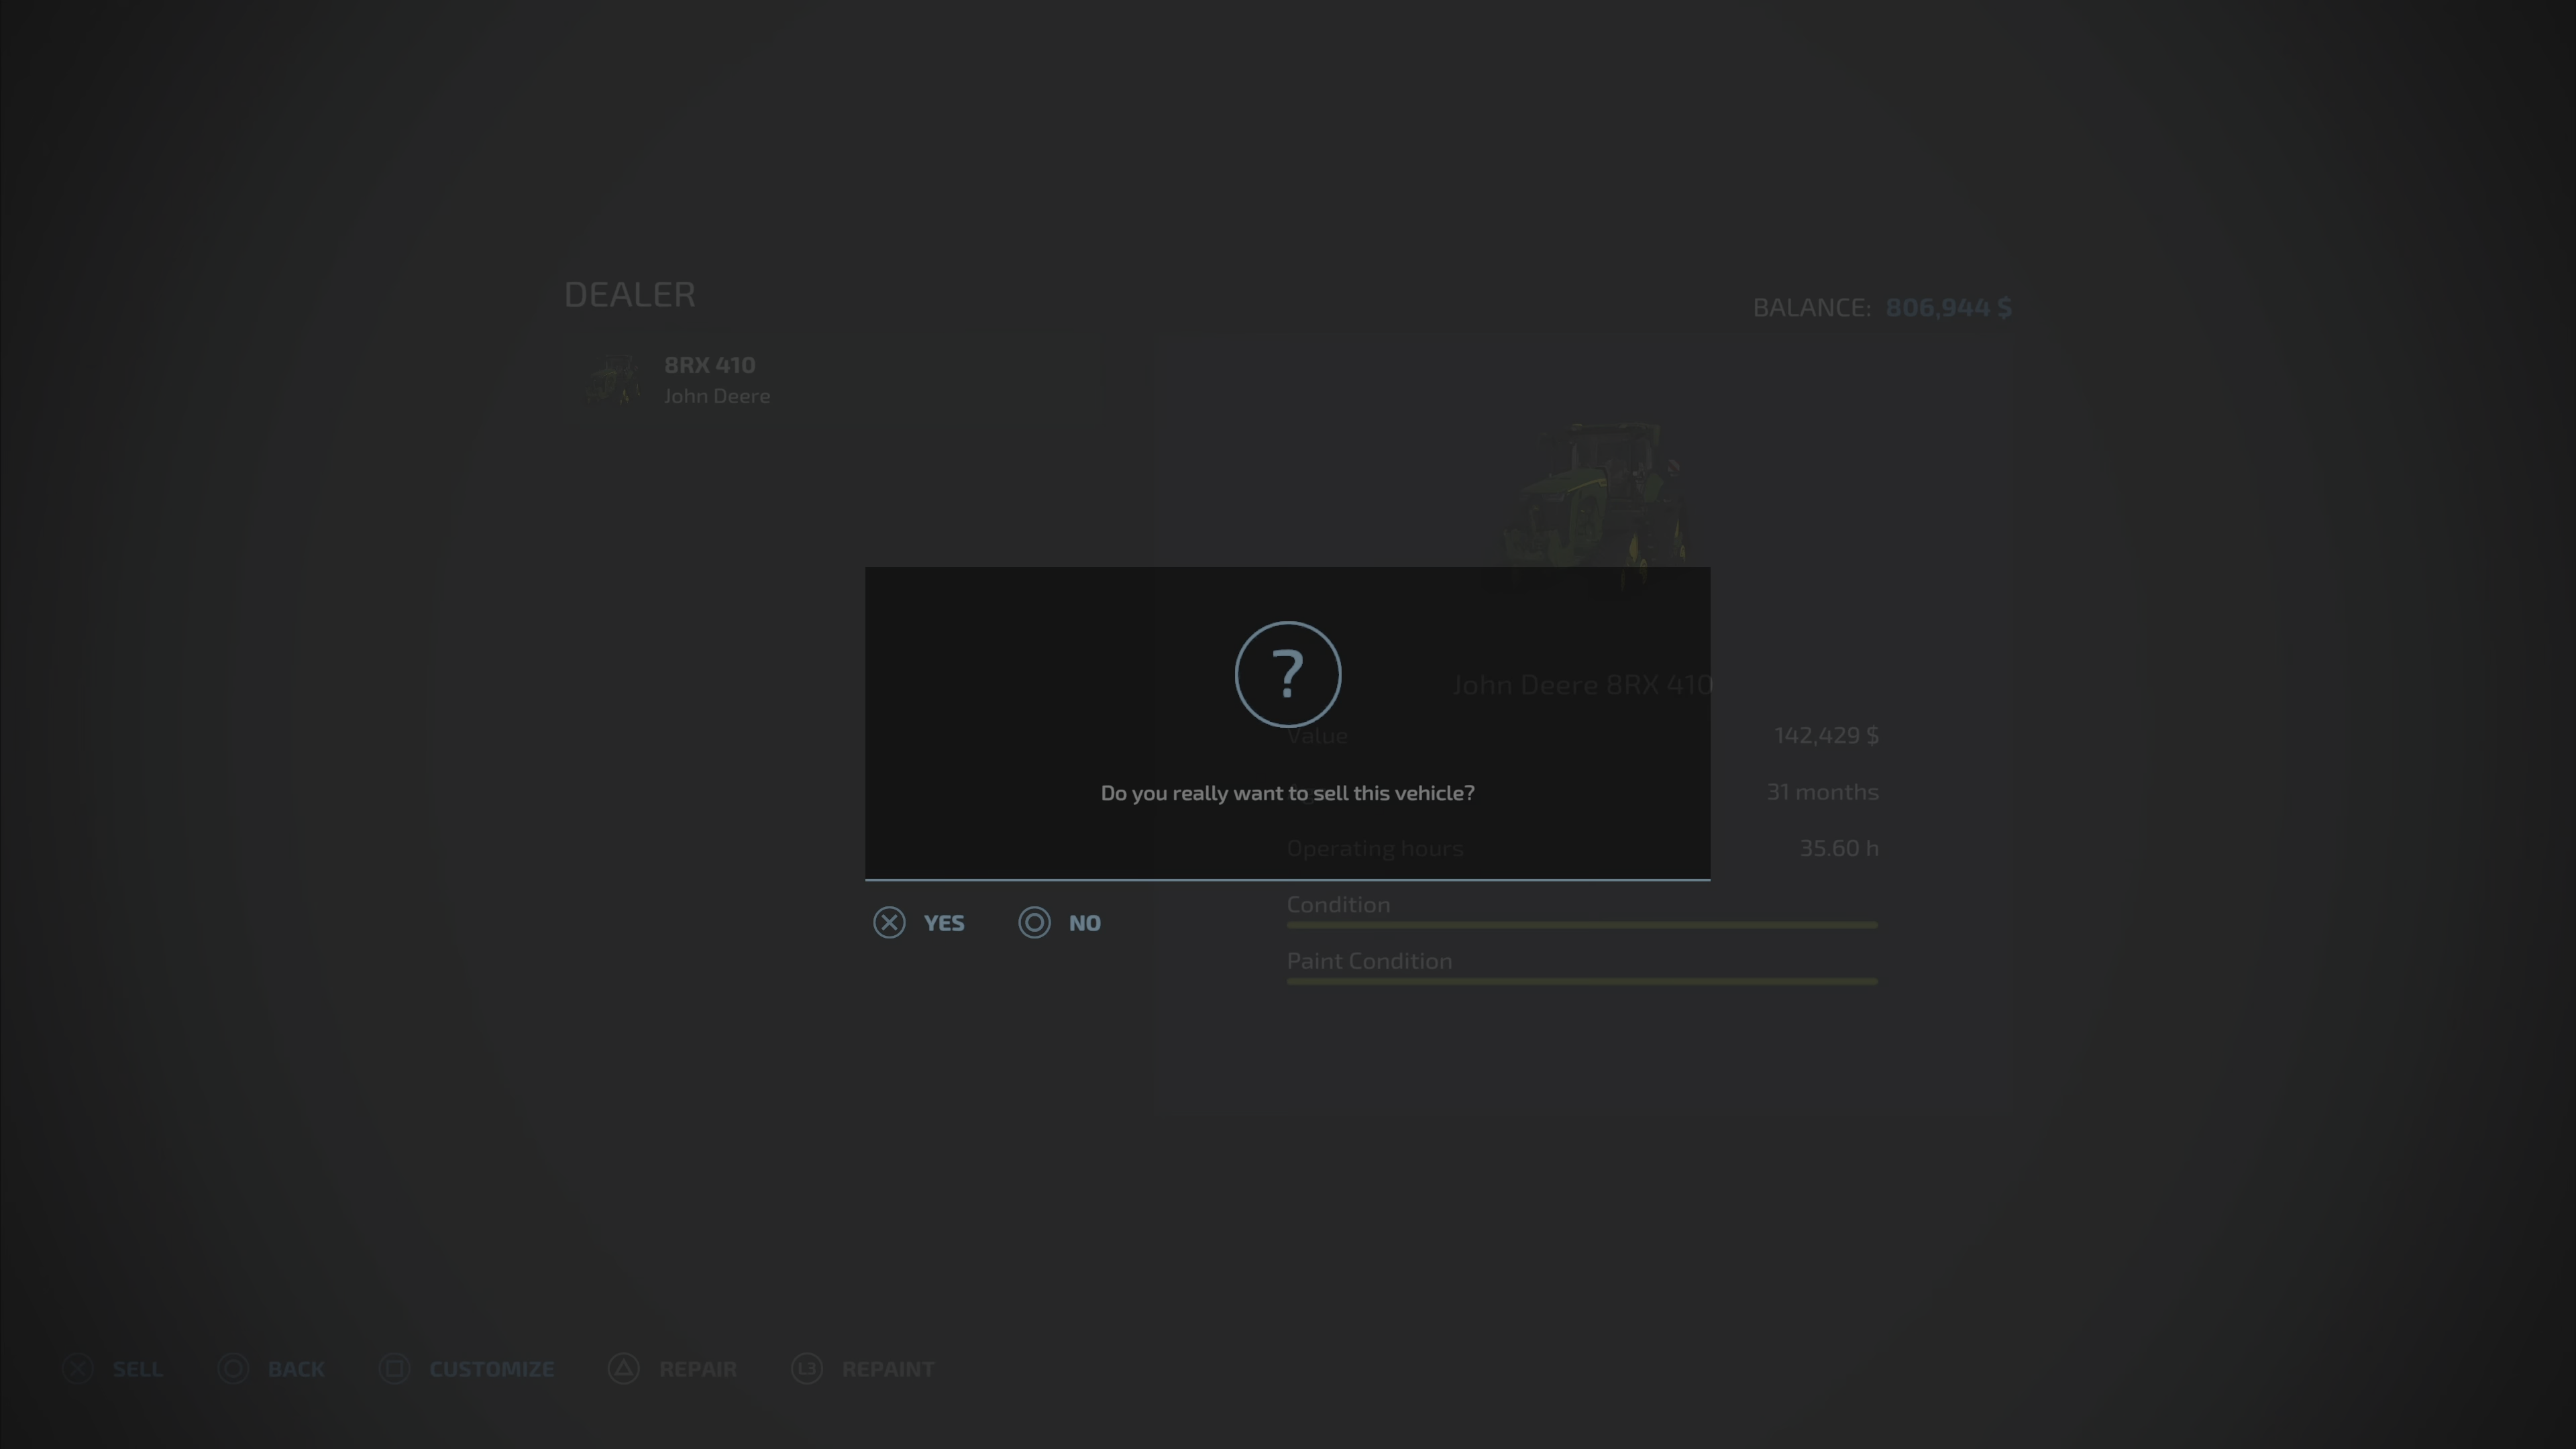 DEALER
BALANCE: 806,944 $
8RX 410
John Deere
?
John Deere 8RX 410
Value 142,429 $
Do you really want to sell this vehicle?
31 months
Operating hours 35.60 h
Condition
YES NO
Paint Condition
SELL BACK CUSTOMIZE REPAIR L3 REPAINT